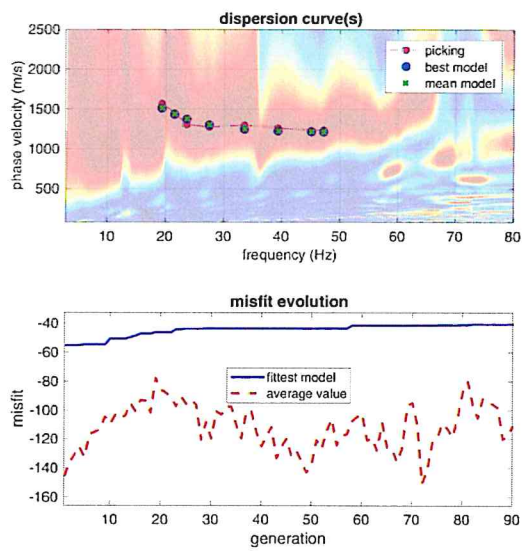 dispersion curve(s)
2500
2000
1500
1000
500
phase velocity (m/s)
picking
best model
mean model
10 20 30 40 50 60 70 80
frequency (Hz)
misfit evolution
-40
-60
-80
-100
-120
-140
-160
misfit
fittest model
average value
10 20 30 40 50 60 70 80 90
generation